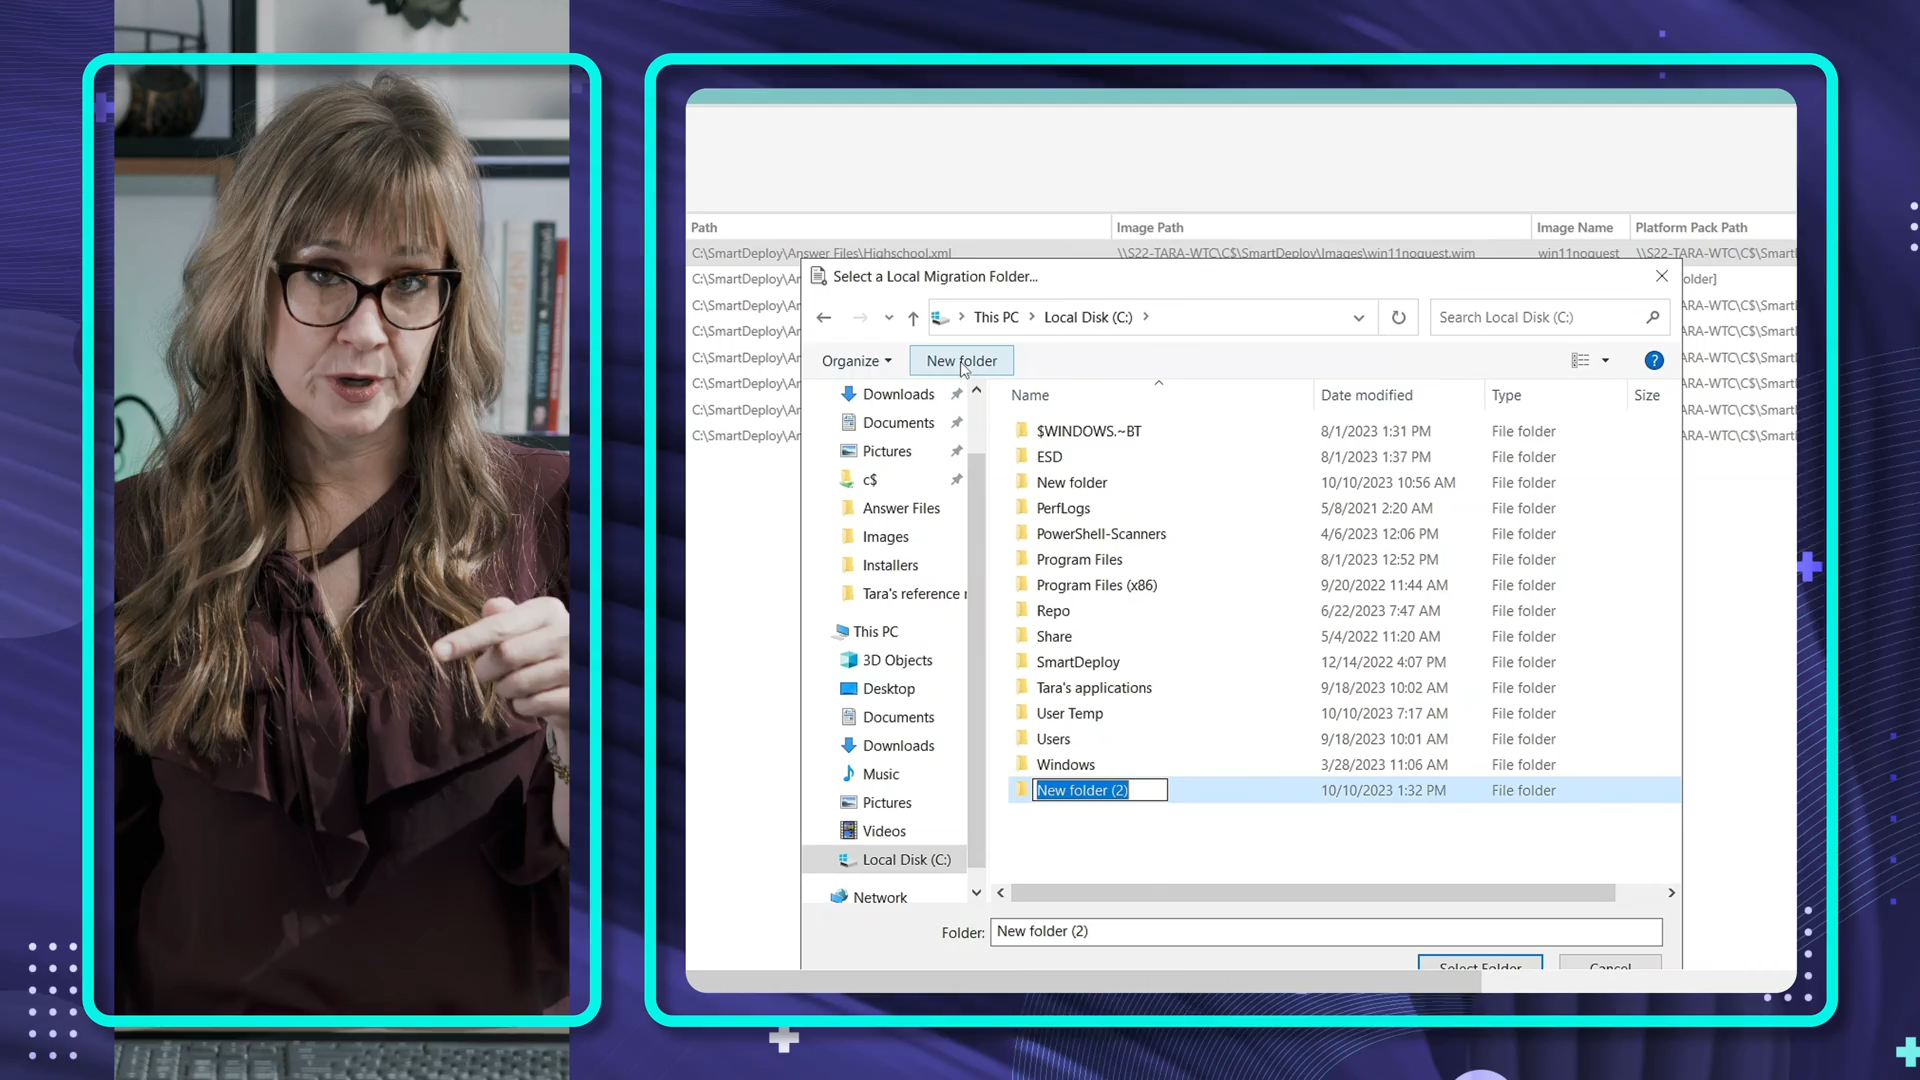 Path Image Path Image Name Platform Pack Path
C:\SmartDeploy\Answer Files\Highschool.xml \\S22-TARA-WTC\C$\SmartDeploy\Images\win11noquest.wim win11noquest \\S22-TARA-WTC\C$\Smart
Select a Local Migration Folder...
C:\SmartDeploy\Ar
older]
C:\SmartDeploy\Ar
ARA-WTC\C$\SmartI
This PC Local Disk (C:) Search Local Disk (C:)
C:\SmartDeploy\Ar
ARA-WTC\C$\SmartI
Organize New folder
C:\SmartDeploy\Ar
ARA-WTC\C$\SmartI
C:\SmartDeploy\Ar
ARA-WTC\C$\SmartI
C:\SmartDeploy\Ar
ARA-WTC\C$\SmartI
C:\SmartDeploy\Ar
ARA-WTC\C$\SmartI
Downloads
Documents
Pictures
c$
Answer Files
Images
Installers
Tara's reference r
This PC
3D Objects
Desktop
Documents
Downloads
Music
Pictures
Videos
Local Disk (C:)
Network
Name Date modified Type Size
$WINDOWS.~BT 8/1/2023 1:31 PM File folder
ESD 8/1/2023 1:37 PM File folder
New folder 10/10/2023 10:56 AM File folder
PerfLogs 5/8/2021 2:20 AM File folder
PowerShell-Scanners 4/6/2023 12:06 PM File folder
Program Files 8/1/2023 12:52 PM File folder
Program Files (x86) 9/20/2022 11:44 AM File folder
Repo 6/22/2023 7:47 AM File folder
Share 5/4/2022 11:20 AM File folder
SmartDeploy 12/14/2022 4:07 PM File folder
Tara's applications 9/18/2023 10:02 AM File folder
User Temp 10/10/2023 7:17 AM File folder
Users 9/18/2023 10:01 AM File folder
Windows 3/28/2023 11:06 AM File folder
New folder (2) 10/10/2023 1:32 PM File folder
Folder: New folder (2)
Select Folder Cancel